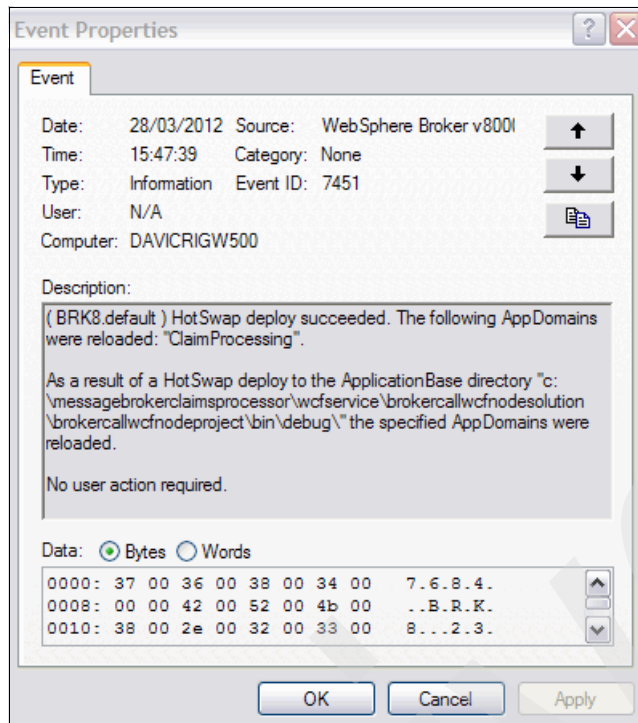 Event Properties
Event
Date: 28/03/2012 Source: WebSphere Broker v800
Time: 15:47:39 Category: None
Type: Information Event ID: 7451
User: N/A
Computer: DAVICRIGW500
Description:
( BRK8.default ) HotSwap deploy succeeded. The following AppDomains
were reloaded: "ClaimProcessing".
As a result of a HotSwap deploy to the ApplicationBase directory "c:
\messagebrokerclaimsprocessor\wcfservice\brokercallwcfnodesolution
\brokercallwcfnodeproject\bin\debug\" the specified AppDomains were
reloaded.
No user action required.
Data: Bytes Words
0000: 37 00 36 00 38 00 34 00 7.6.8.4.
0008: 00 00 42 00 52 00 4b 00 ..B.R.K.
0010: 38 00 2e 00 32 00 33 00 8...2.3.
OK Cancel Apply